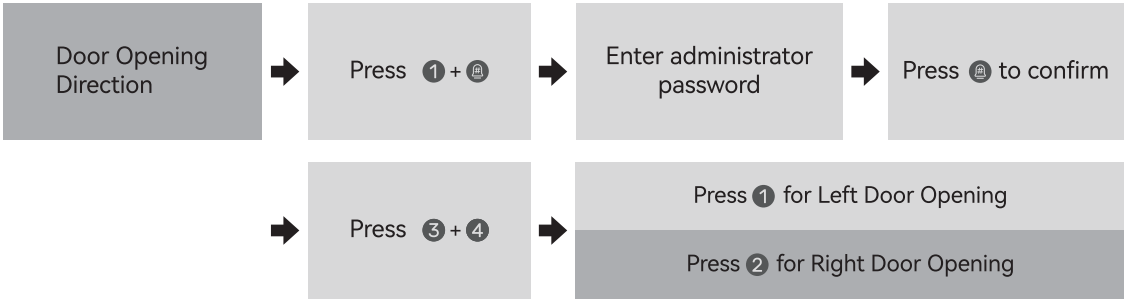 Door Opening
Direction
Press 1 + #
Enter administrator
password
Press # to confirm
Press 3 + 4
Press 1 for Left Door Opening
Press 2 for Right Door Opening